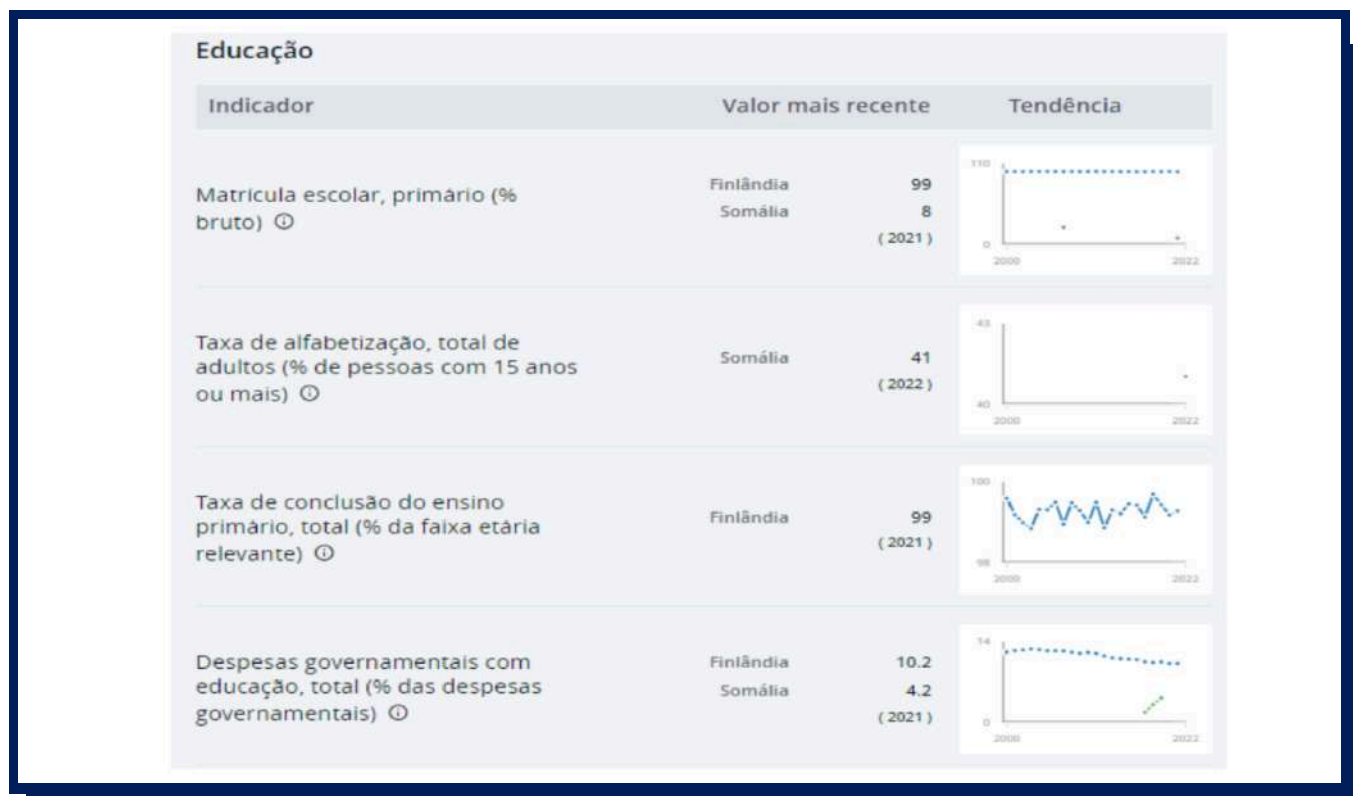 Educação
Indicador Valor mais recente Tendência
Matrícula escolar, primário (%
bruto)
Finlândia 99
Somália 8
( 2021 )
110
0
2000 2022
Taxa de alfabetização, total de
adultos (% de pessoas com 15 anos
ou mais)
Somália 41
( 2022 )
43
40
2000 2022
Taxa de conclusão do ensino
primário, total (% da faixa etária
relevante)
Finlândia 99
( 2021 )
100
98
2000 2022
Despesas governamentais com
educação, total (% das despesas
governamentais)
Finlândia 10.2
Somália 4.2
( 2021 )
14
0
2000 2022